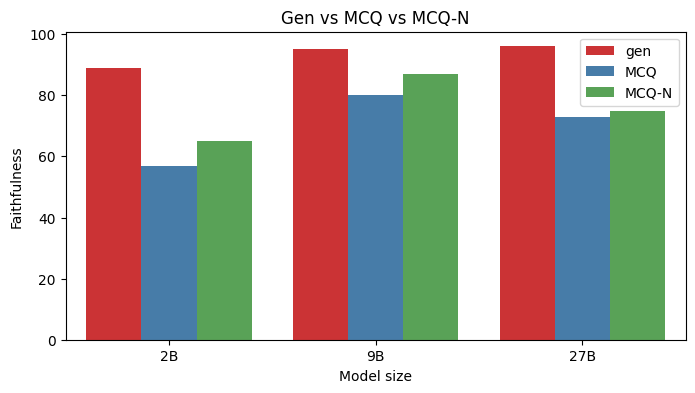 Gen vs MCQ vs MCQ-N
100
80
60
40
20
0
Faithfulness
gen
MCQ
MCQ-N
2B
9B
27B
Model size